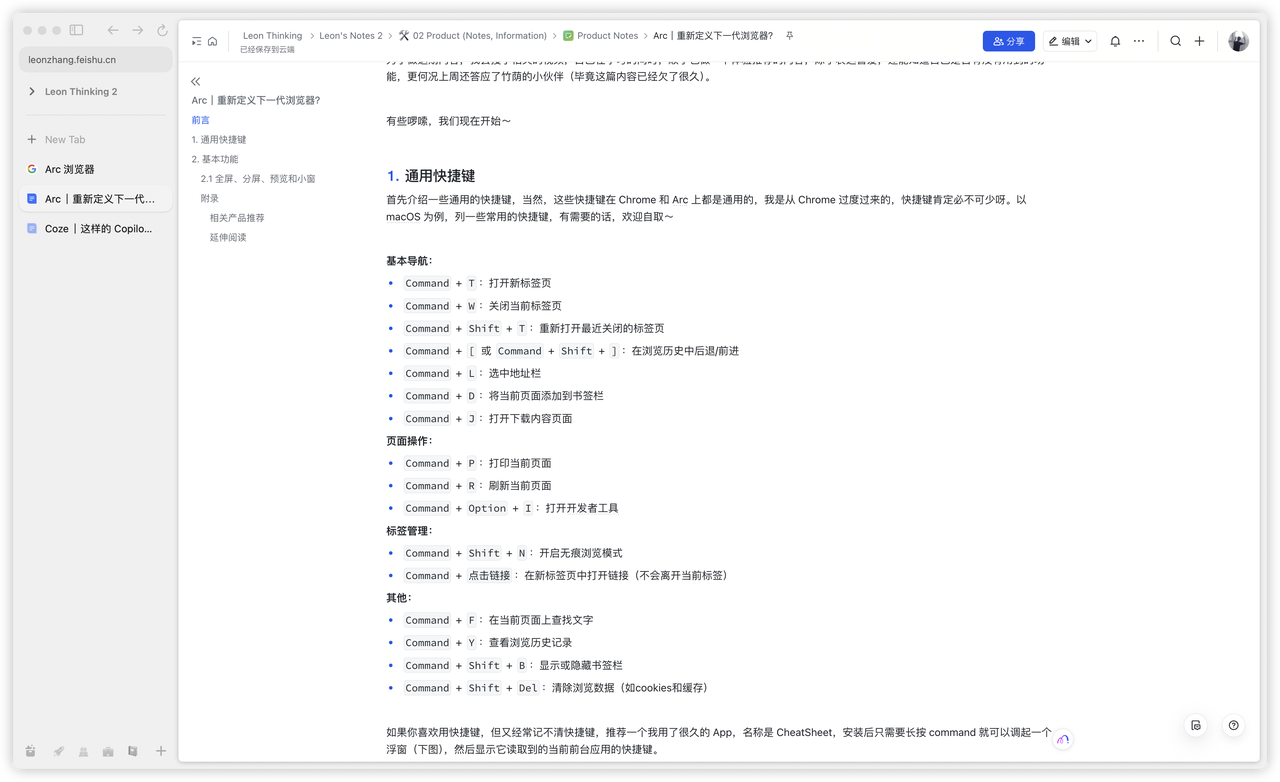 leonzhang.feishu.cn
Leon Thinking 2
New Tab
Arc 浏览器
Arc｜重新定义下一代...
Coze｜这样的 Copilo...
Leon Thinking
Leon's Notes 2
02 Product (Notes, Information)
Product Notes
Arc｜重新定义下一代浏览器?
已经保存到云端
分享
编辑
Arc｜重新定义下一代浏览器?
前言
1. 通用快捷键
2. 基本功能
2.1 全屏、分屏、预览和小窗
附录
相关产品推荐
延伸阅读
能，更何况上周还答应了竹荫的小伙伴（毕竟这篇内容已经欠了很久）。
有些啰嗦，我们现在开始～
1. 通用快捷键
首先介绍一些通用的快捷键，当然，这些快捷键在 Chrome 和 Arc 上都是通用的，我是从 Chrome 过度过来的，快捷键肯定必不可少呀。以
macOS 为例，列一些常用的快捷键，有需要的话，欢迎自取～
基本导航：
Command + T：打开新标签页
Command + W：关闭当前标签页
Command + Shift + T：重新打开最近关闭的标签页
Command + [ 或 Command + Shift + ]：在浏览历史中后退/前进
Command + L：选中地址栏
Command + D：将当前页面添加到书签栏
Command + J：打开下载内容页面
页面操作：
Command + P：打印当前页面
Command + R：刷新当前页面
Command + Option + I：打开开发者工具
标签管理：
Command + Shift + N：开启无痕浏览模式
Command + 点击链接：在新标签页中打开链接（不会离开当前标签）
其他：
Command + F：在当前页面上查找文字
Command + Y：查看浏览历史记录
Command + Shift + B：显示或隐藏书签栏
Command + Shift + Del：清除浏览数据（如cookies和缓存）
如果你喜欢用快捷键，但又经常记不清快捷键，推荐一个我用了很久的 App，名称是 CheatSheet，安装后只需要长按 command 就可以调起一个
浮窗（下图），然后显示它读取到的当前前台应用的快捷键。